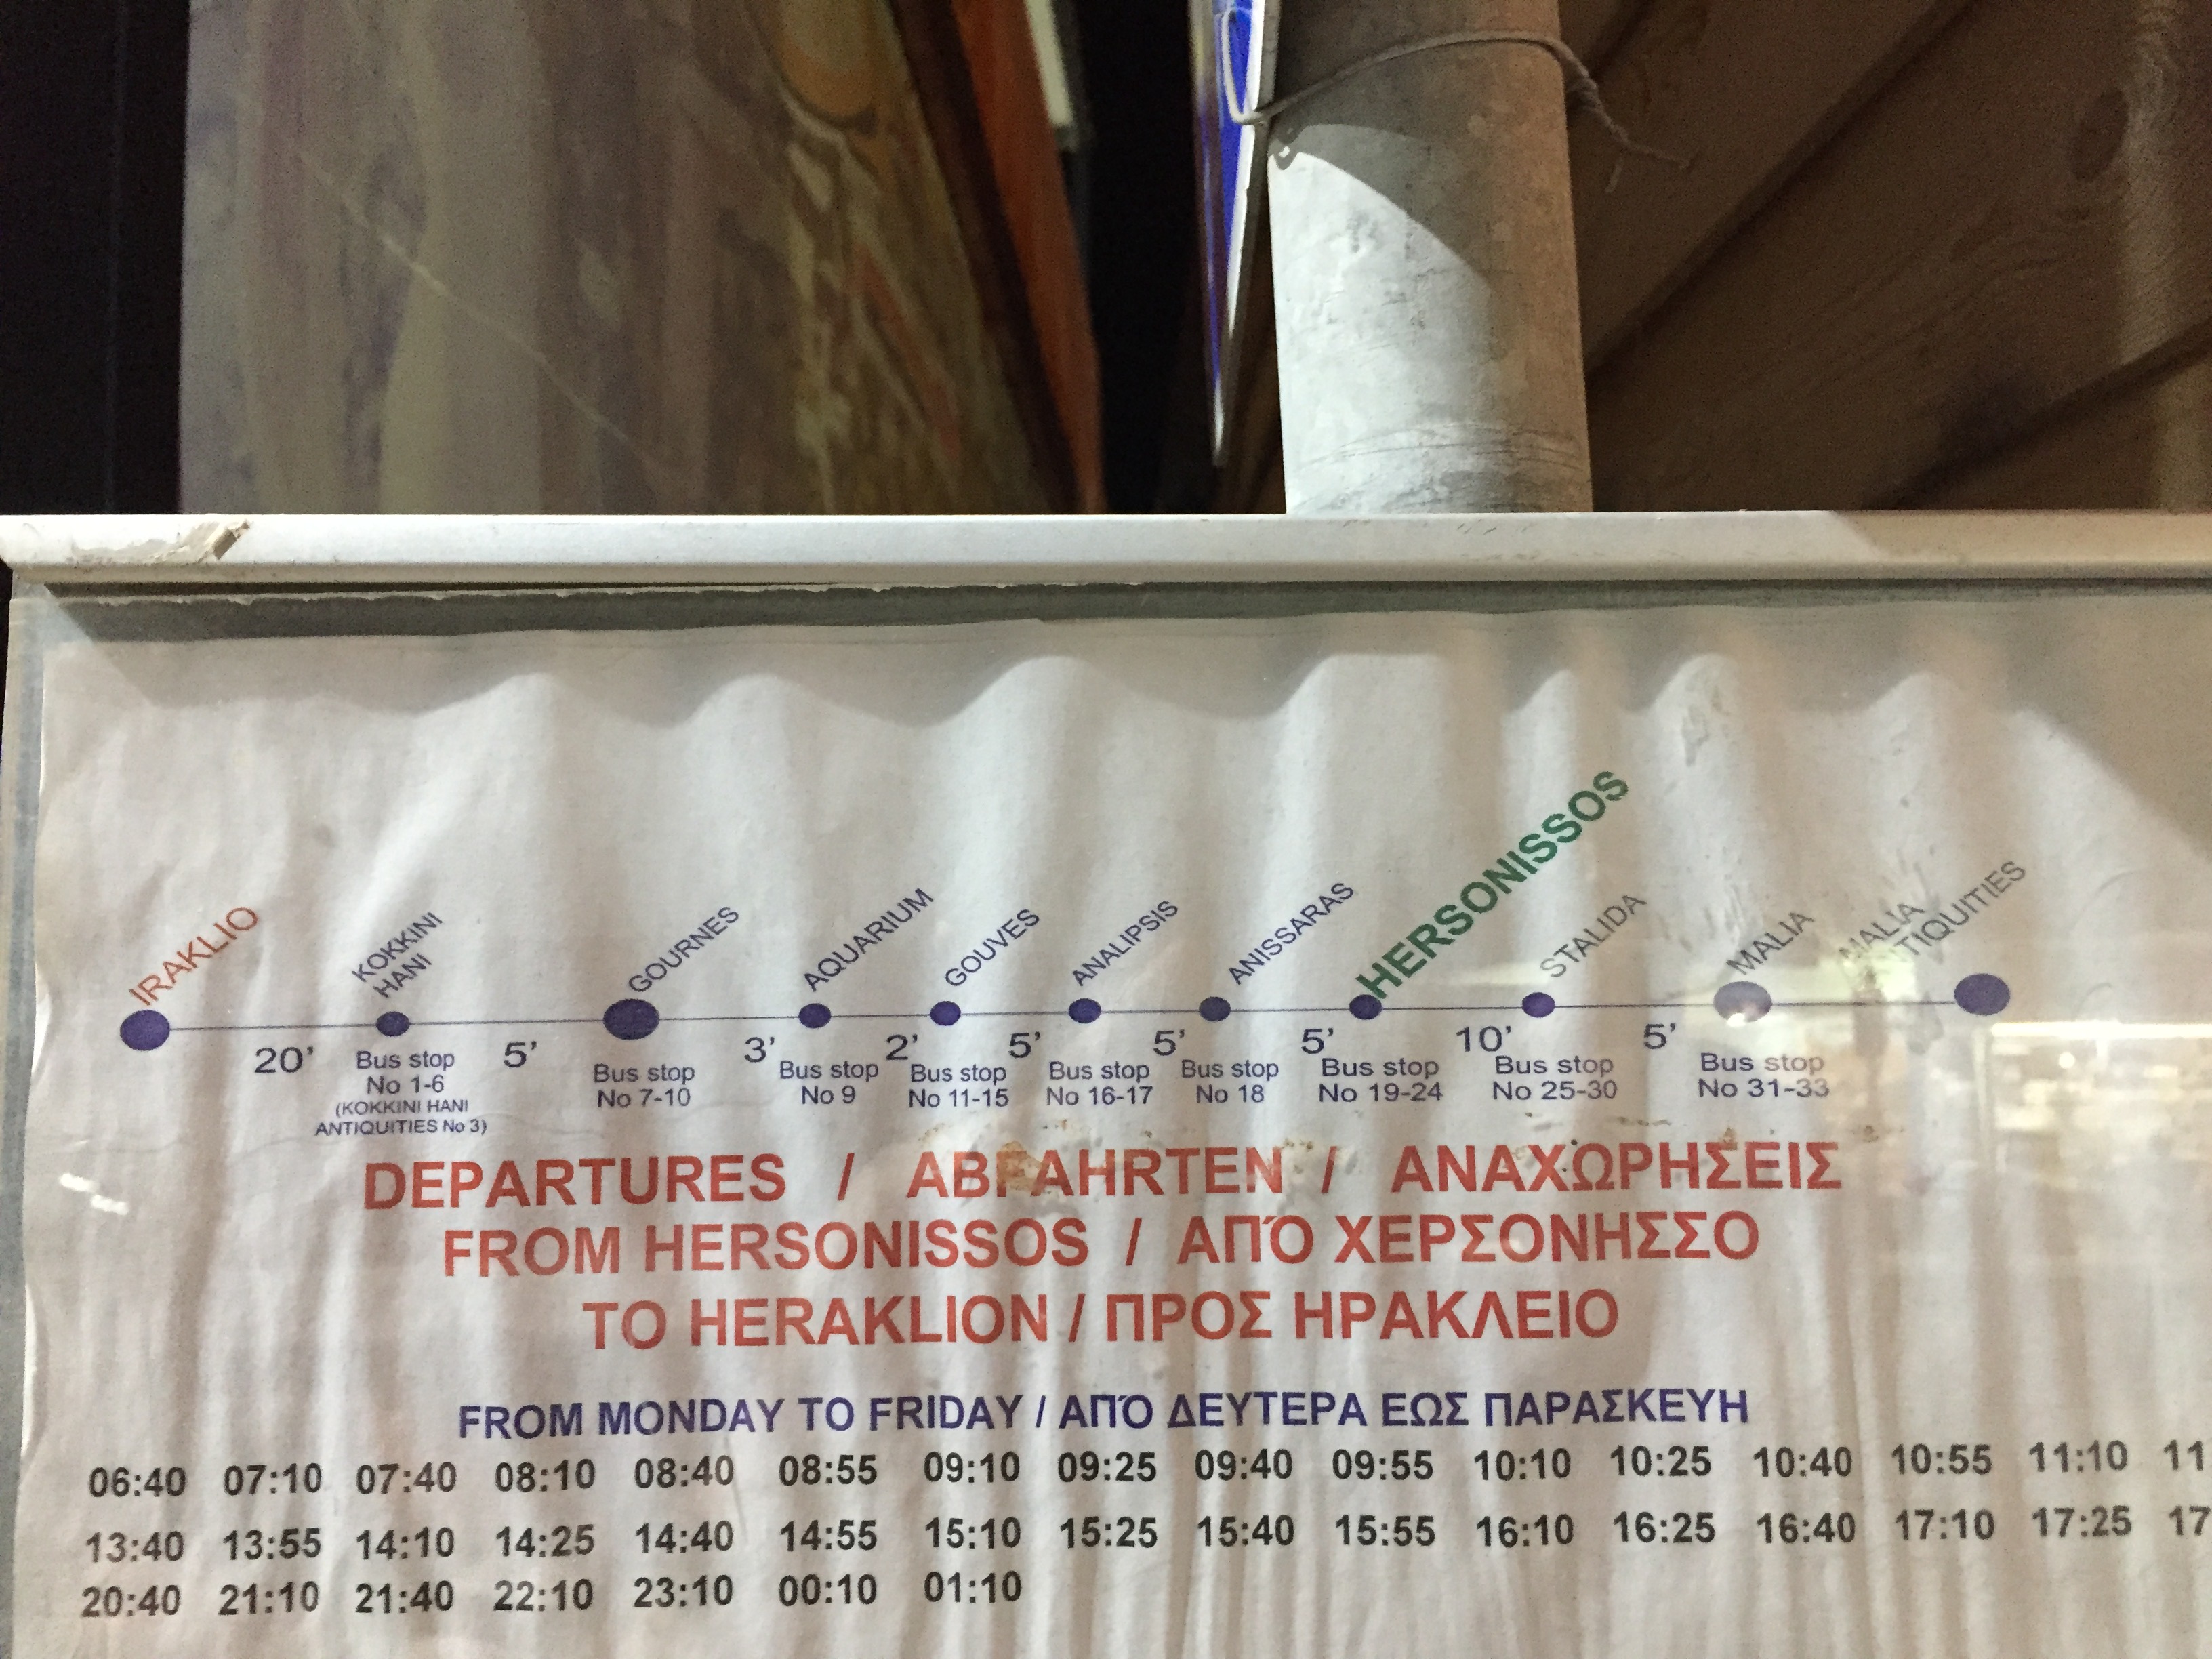 IRAKLIO
KOKKINI
HANI
GOURNES
AQUARIUM
GOUVES
ANALIPSIS
ANISSARAS
HERSONISSOS
STALIDA
MALIA
MALIA
TIQUITIES
20' 5' 3' 2' 5' 5' 5' 10' 5'
Bus stop
No 1-6
(KOKKINI HANI
ANTIQUITIES No 3)
Bus stop
No 7-10
Bus stop
No 9
Bus stop
No 11-15
Bus stop
No 16-17
Bus stop
No 18
Bus stop
No 19-24
Bus stop
No 25-30
Bus stop
No 31-33
DEPARTURES / ABFAHRTEN / ΑΝΑΧΩΡΗΣΕΙΣ
FROM HERSONISSOS / ΑΠΌ ΧΕΡΣΟΝΗΣΣΟ
TO HERAKLION / ΠΡΟΣ ΗΡΑΚΛΕΙΟ
FROM MONDAY TO FRIDAY / ΑΠΌ ΔΕΥΤΕΡΑ ΕΩΣ ΠΑΡΑΣΚΕΥΗ
06:40 07:10 07:40 08:10 08:40 08:55 09:10 09:25 09:40 09:55 10:10 10:25 10:40 10:55 11:10 11
13:40 13:55 14:10 14:25 14:40 14:55 15:10 15:25 15:40 15:55 16:10 16:25 16:40 17:10 17:25 17
20:40 21:10 21:40 22:10 23:10 00:10 01:10